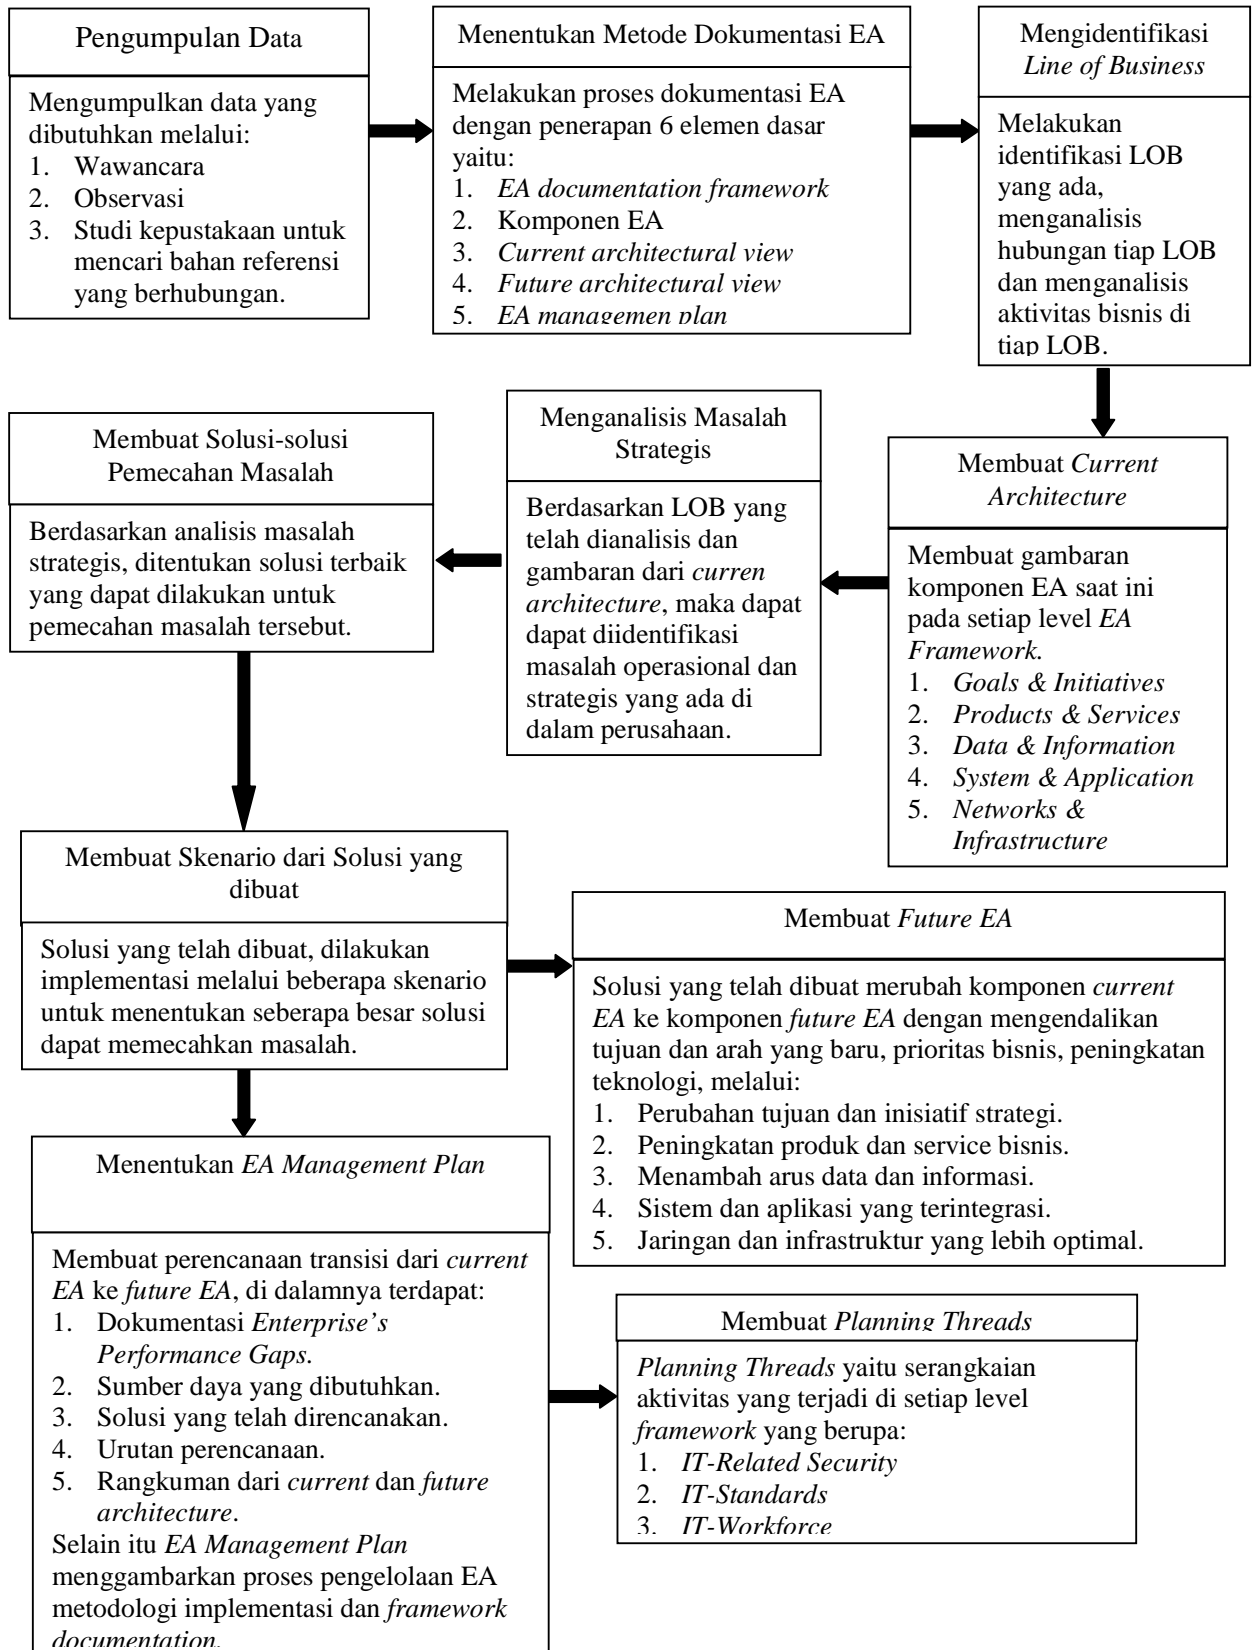 Pengumpulan Data
Mengumpulkan data yang
dibutuhkan melalui:
1. Wawancara
2. Observasi
3. Studi kepustakaan untuk
mencari bahan referensi
yang berhubungan.
Menentukan Metode Dokumentasi EA
Melakukan proses dokumentasi EA
dengan penerapan 6 elemen dasar
yaitu:
1. EA documentation framework
2. Komponen EA
3. Current architectural view
4. Future architectural view
5. EA managemen plan
Mengidentifikasi
Line of Business
Melakukan
identifikasi LOB
yang ada,
menganalisis
hubungan tiap LOB
dan menganalisis
aktivitas bisnis di
tiap LOB.
Membuat Current
Architecture
Membuat gambaran
komponen EA saat ini
pada setiap level EA
Framework.
1. Goals & Initiatives
2. Products & Services
3. Data & Information
4. System & Application
5. Networks &
Infrastructure
Menganalisis Masalah
Strategis
Berdasarkan LOB yang
telah dianalisis dan
gambaran dari curren
architecture, maka dapat
dapat diidentifikasi
masalah operasional dan
strategis yang ada di
dalam perusahaan.
Membuat Solusi-solusi
Pemecahan Masalah
Berdasarkan analisis masalah
strategis, ditentukan solusi terbaik
yang dapat dilakukan untuk
pemecahan masalah tersebut.
Membuat Skenario dari Solusi yang
dibuat
Solusi yang telah dibuat, dilakukan
implementasi melalui beberapa skenario
untuk menentukan seberapa besar solusi
dapat memecahkan masalah.
Membuat Future EA
Solusi yang telah dibuat merubah komponen current
EA ke komponen future EA dengan mengendalikan
tujuan dan arah yang baru, prioritas bisnis, peningkatan
teknologi, melalui:
1. Perubahan tujuan dan inisiatif strategi.
2. Peningkatan produk dan service bisnis.
3. Menambah arus data dan informasi.
4. Sistem dan aplikasi yang terintegrasi.
5. Jaringan dan infrastruktur yang lebih optimal.
Menentukan EA Management Plan
Membuat perencanaan transisi dari current
EA ke future EA, di dalamnya terdapat:
1. Dokumentasi Enterprise’s
Performance Gaps.
2. Sumber daya yang dibutuhkan.
3. Solusi yang telah direncanakan.
4. Urutan perencanaan.
5. Rangkuman dari current dan future
architecture.
Selain itu EA Management Plan
menggambarkan proses pengelolaan EA
metodologi implementasi dan framework
documentation.
Membuat Planning Threads
Planning Threads yaitu serangkaian
aktivitas yang terjadi di setiap level
framework yang berupa:
1. IT-Related Security
2. IT-Standards
3. IT-Workforce